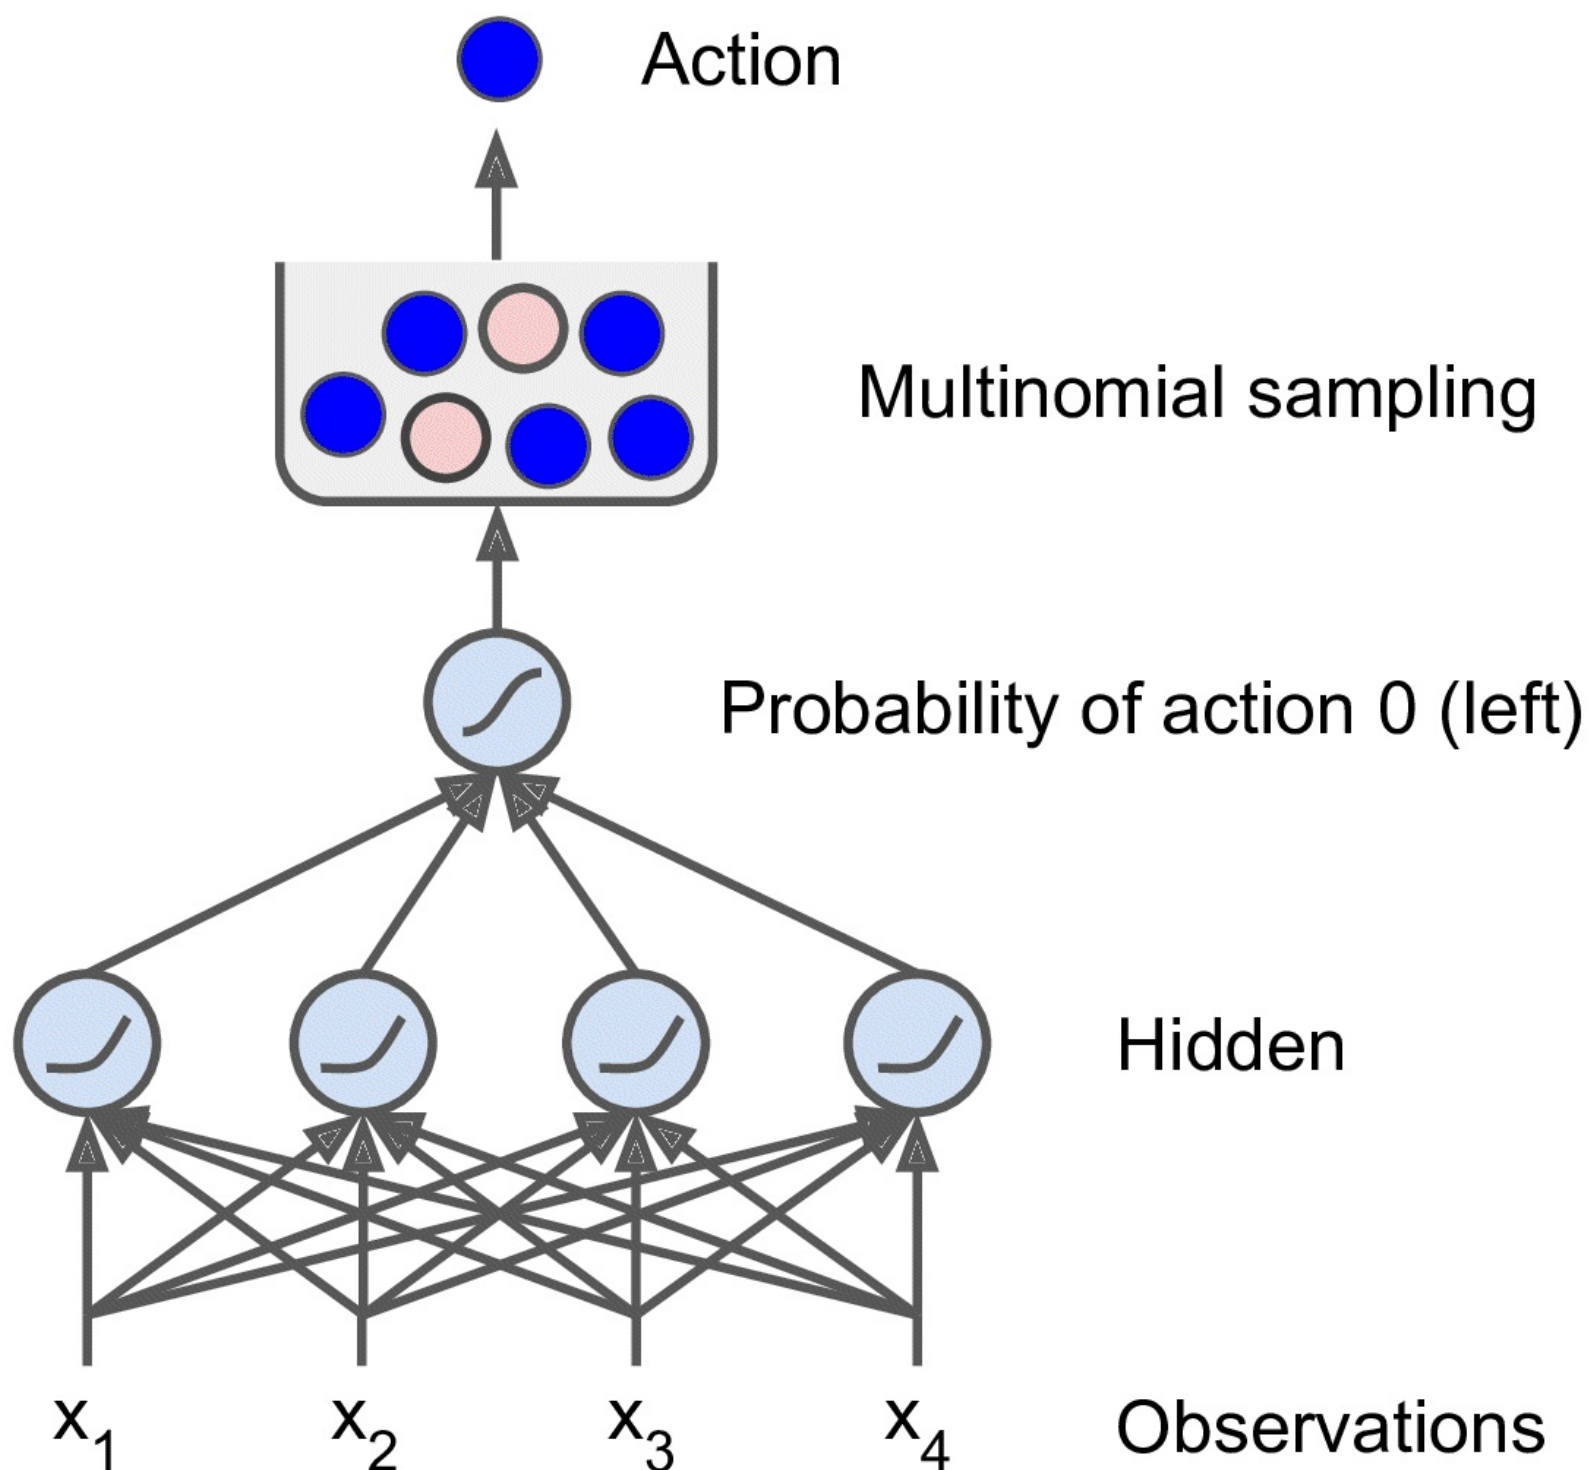 Action
Multinomial sampling
Probability of action 0 (left)
Hidden
x1 x2 x3 x4 Observations